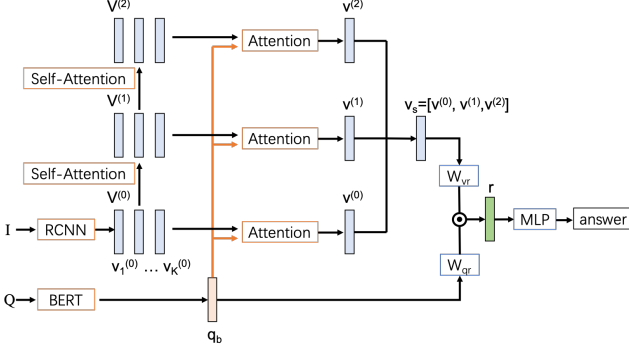 V(2)
v(2)
Attention
Self-Attention
V(1)
v(1)
vs=[v(0), v(1),v(2)]
Attention
Self-Attention
Wvr
V(0)
v(0)
r
I
RCNN
Attention
MLP
answer
v1(0) ... vK(0)
Wqr
Q
BERT
qb